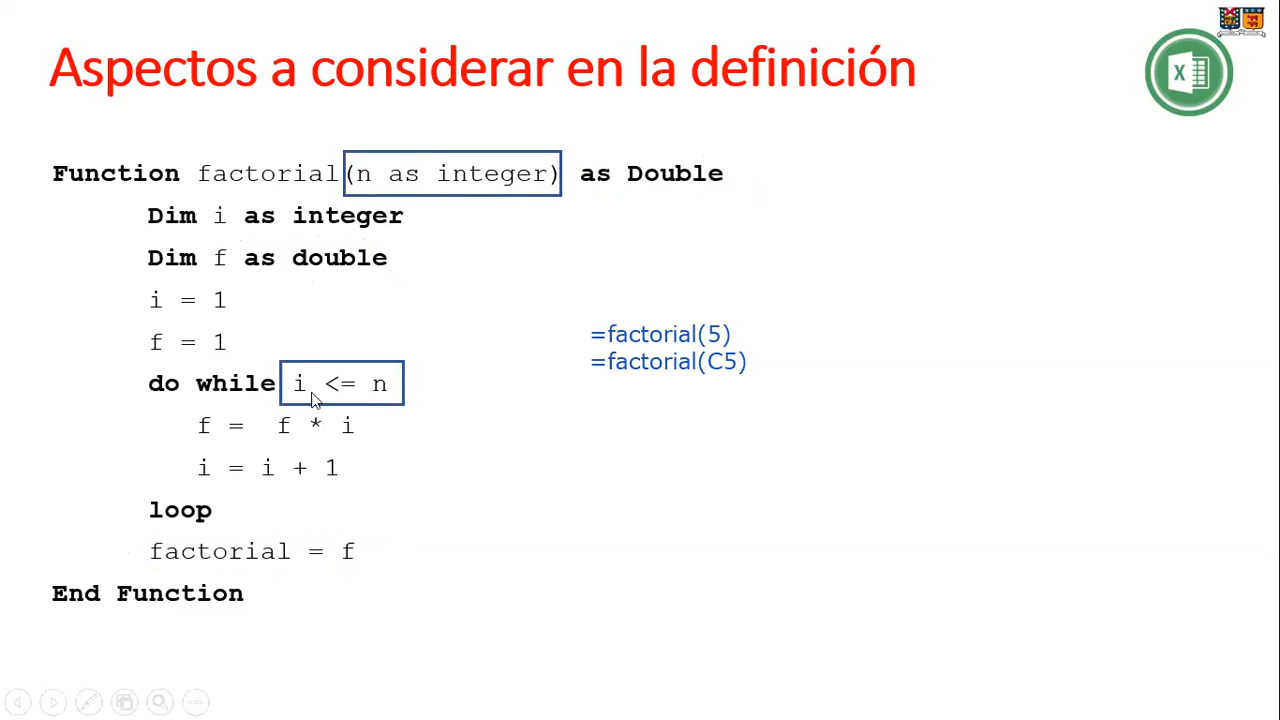 Aspectos a considerar en la definición
Function factorial(n as integer) as Double
Dim i as integer
Dim f as double
i = 1
f = 1
do while i <= n
f = f * i
i = i + 1
loop
factorial = f
End Function
=factorial(5)
=factorial(C5)
X